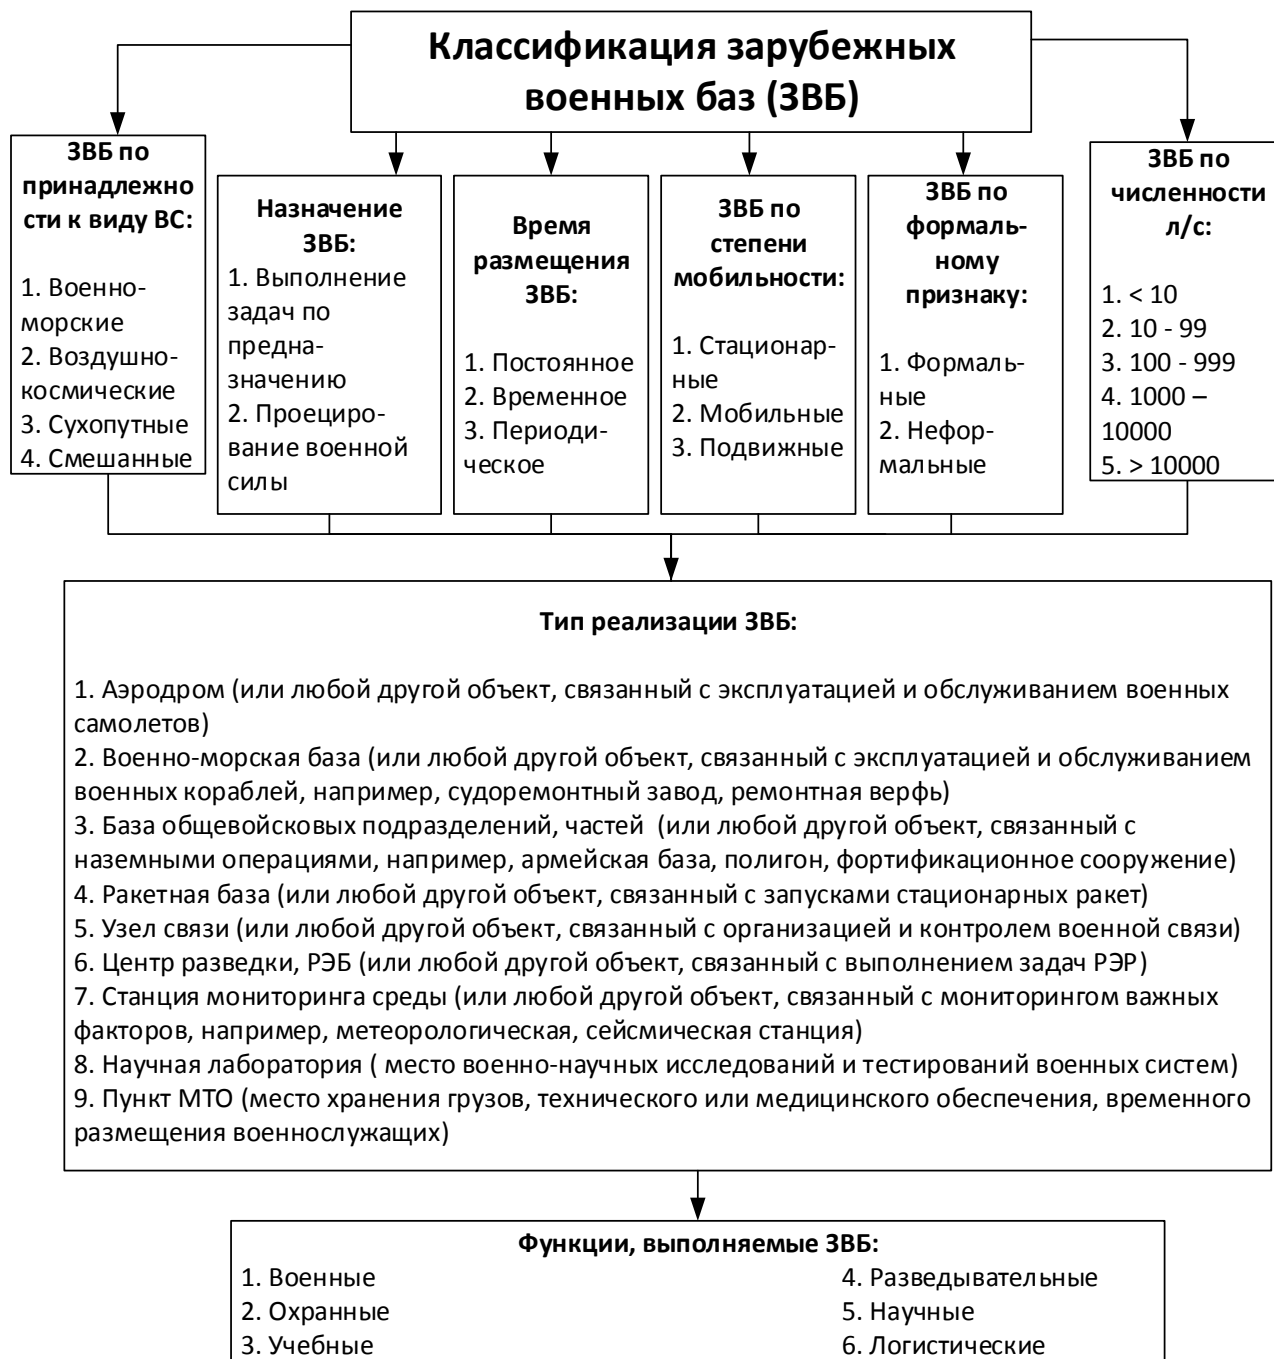 Классификация зарубежных
военных баз (ЗВБ)
ЗВБ по
принадлежно
сти к виду ВС:
1. Военно-
морские
2. Воздушно-
космические
3. Сухопутные
4. Смешанные
Назначение
ЗВБ:
1. Выполнение
задач по
предна-
значению
2. Проециро-
вание военной
силы
Время
размещения
ЗВБ:
1. Постоянное
2. Временное
3. Периоди-
ческое
ЗВБ по
степени
мобильности:
1. Стационар-
ные
2. Мобильные
3. Подвижные
ЗВБ по
формаль-
ному
признаку:
1. Формаль-
ные
2. Нефор-
мальные
ЗВБ по
численности
л/с:
1. < 10
2. 10 - 99
3. 100 - 999
4. 1000 –
10000
5. > 10000
Тип реализации ЗВБ:
1. Аэродром (или любой другой объект, связанный с эксплуатацией и обслуживанием военных
самолетов)
2. Военно-морская база (или любой другой объект, связанный с эксплуатацией и обслуживанием
военных кораблей, например, судоремонтный завод, ремонтная верфь)
3. База общевойсковых подразделений, частей (или любой другой объект, связанный с
наземными операциями, например, армейская база, полигон, фортификационное сооружение)
4. Ракетная база (или любой другой объект, связанный с запусками стационарных ракет)
5. Узел связи (или любой другой объект, связанный с организацией и контролем военной связи)
6. Центр разведки, РЭБ (или любой другой объект, связанный с выполнением задач РЭР)
7. Станция мониторинга среды (или любой другой объект, связанный с мониторингом важных
факторов, например, метеорологическая, сейсмическая станция)
8. Научная лаборатория ( место военно-научных исследований и тестирований военных систем)
9. Пункт МТО (место хранения грузов, технического или медицинского обеспечения, временного
размещения военнослужащих)
Функции, выполняемые ЗВБ:
1. Военные
2. Охранные
3. Учебные
4. Разведывательные
5. Научные
6. Логистические